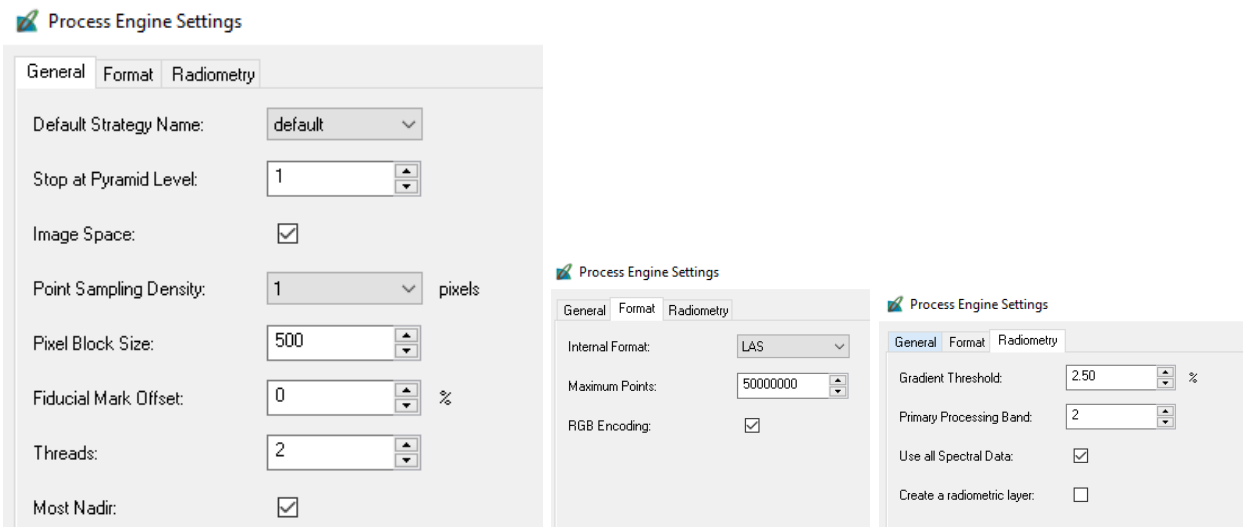 Process Engine Settings
General Format Radiometry
Default Strategy Name: default
Stop at Pyramid Level: 1
Image Space:
Point Sampling Density: 1 pixels
Pixel Block Size: 500
Fiducial Mark Offset: 0 %
Threads: 2
Most Nadir:
Process Engine Settings
General Format Radiometry
Internal Format: LAS
Maximum Points: 50000000
RGB Encoding:
Process Engine Settings
General Format Radiometry
Gradient Threshold: 2.50 %
Primary Processing Band: 2
Use all Spectral Data:
Create a radiometric layer: